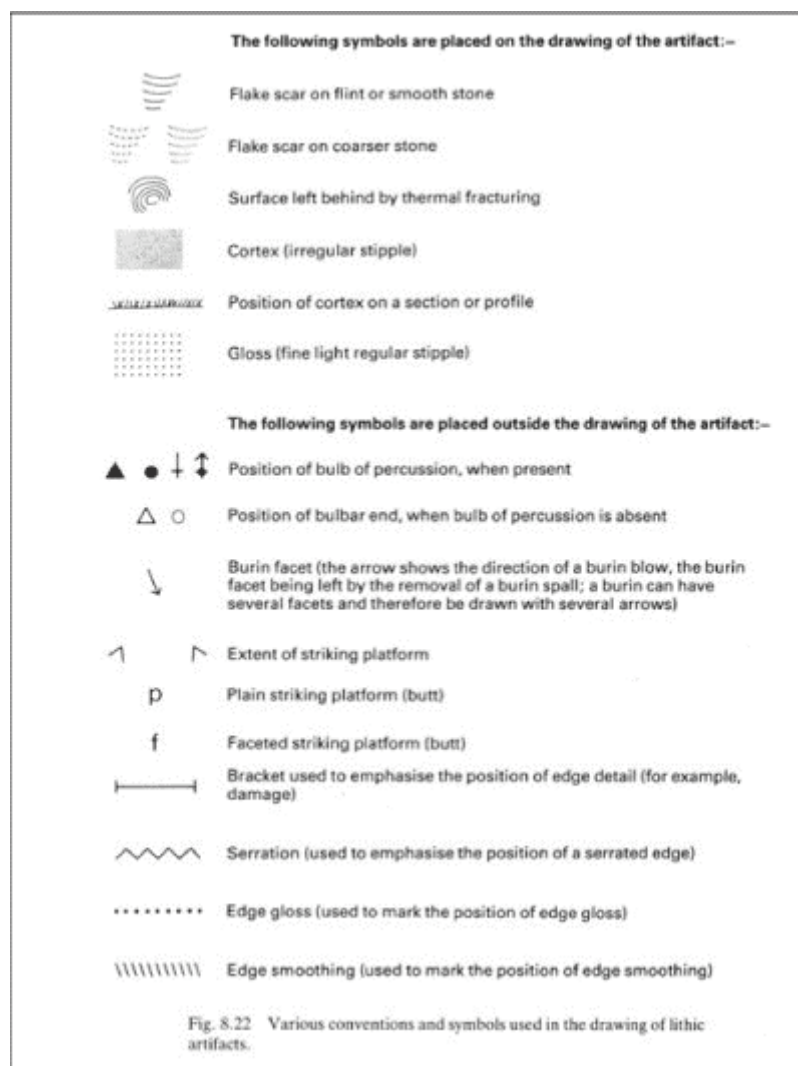 The following symbols are placed on the drawing of the artifact:–
Flake scar on flint or smooth stone
Flake scar on coarser stone
Surface left behind by thermal fracturing
Cortex (irregular stipple)
Position of cortex on a section or profile
Gloss (fine light regular stipple)
The following symbols are placed outside the drawing of the artifact:–
Position of bulb of percussion, when present
Position of bulbar end, when bulb of percussion is absent
Burin facet (the arrow shows the direction of a burin blow, the burin
facet being left by the removal of a burin spall; a burin can have
several facets and therefore be drawn with several arrows)
Extent of striking platform
p Plain striking platform (butt)
f Faceted striking platform (butt)
Bracket used to emphasise the position of edge detail (for example,
damage)
Serration (used to emphasise the position of a serrated edge)
Edge gloss (used to mark the position of edge gloss)
Edge smoothing (used to mark the position of edge smoothing)
Fig. 8.22 Various conventions and symbols used in the drawing of lithic
artifacts.